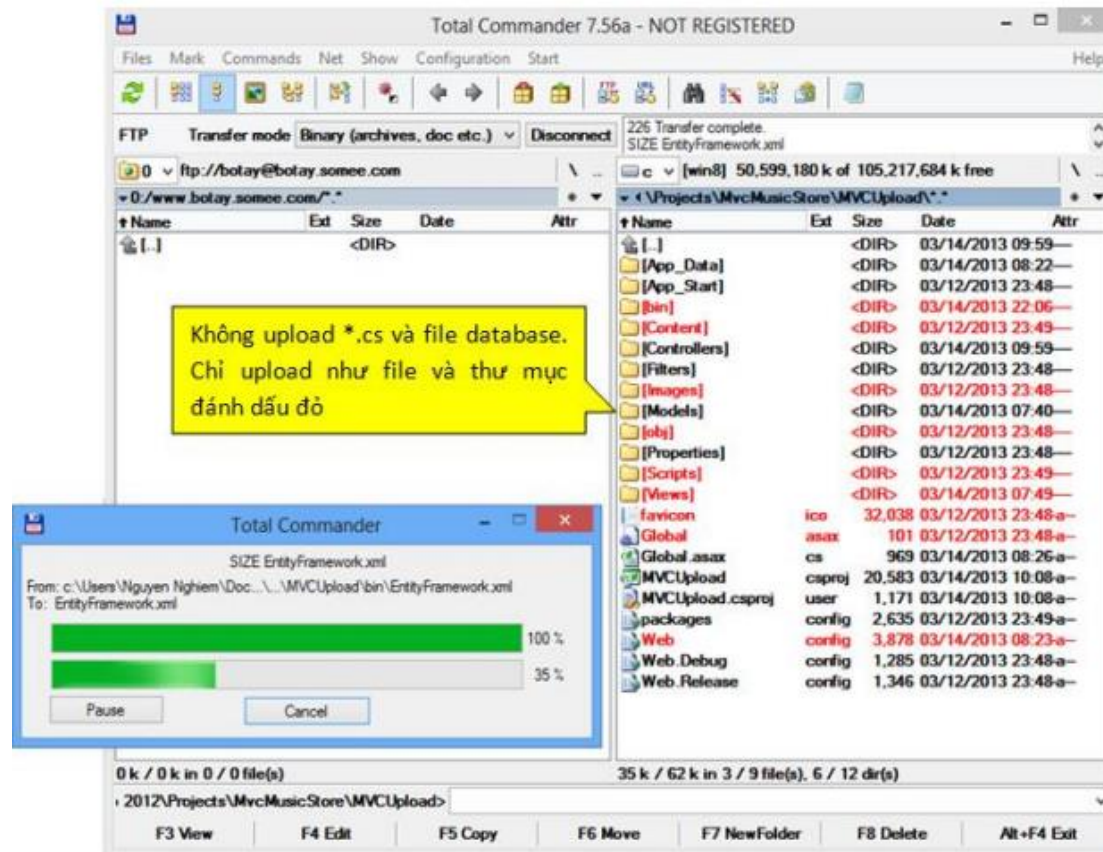 Total Commander 7.56a - NOT REGISTERED
Files Mark Commands Net Show Configuration Start Help
FTP Transfer mode Binary (archives, doc etc.) Disconnect
226 Transfer complete.
SIZE EntityFramework.xml
0 ftp://botay@botay.somee.com \ ..
c [win8] 50,599,180 k of 105,217,684 k free \ ..
0:/www.botay.somee.com/*.* * ▼
\Projects\MvcMusicStore\MVCUpload\*.* * ▼
Name Ext Size Date Attr
[..] <DIR>
Name Ext Size Date Attr
[..] <DIR> 03/14/2013 09:59----
[App_Data] <DIR> 03/14/2013 08:22----
[App_Start] <DIR> 03/12/2013 23:48----
[bin] <DIR> 03/14/2013 22:06----
[Content] <DIR> 03/12/2013 23:49----
[Controllers] <DIR> 03/14/2013 09:59----
[Filters] <DIR> 03/12/2013 23:48----
[Images] <DIR> 03/12/2013 23:48----
[Models] <DIR> 03/14/2013 07:40----
[obj] <DIR> 03/12/2013 23:48----
[Properties] <DIR> 03/12/2013 23:48----
[Scripts] <DIR> 03/12/2013 23:49----
[Views] <DIR> 03/14/2013 07:49----
favicon ico 32,038 03/12/2013 23:48-a--
Global asax 101 03/12/2013 23:48-a--
Global.asax cs 969 03/14/2013 08:26-a--
MVCUpload csproj 20,583 03/14/2013 10:08-a--
MVCUpload.csproj user 1,171 03/14/2013 10:08-a--
packages config 2,635 03/12/2013 23:49-a--
Web config 3,878 03/14/2013 08:23-a--
Web.Debug config 1,285 03/12/2013 23:48-a--
Web.Release config 1,346 03/12/2013 23:48-a--
Không upload *.cs và file database.
Chỉ upload như file và thư mục
đánh dấu đỏ
Total Commander
SIZE EntityFramework.xml
From: c:\Users\Nguyen Nghiem\Doc...\...\MVCUpload\bin\EntityFramework.xml
To: EntityFramework.xml
100 %
35 %
Pause Cancel
0 k / 0 k in 0 / 0 file(s)
35 k / 62 k in 3 / 9 file(s), 6 / 12 dir(s)
2012\Projects\MvcMusicStore\MVCUpload>
F3 View F4 Edit F5 Copy F6 Move F7 NewFolder F8 Delete Alt+F4 Exit